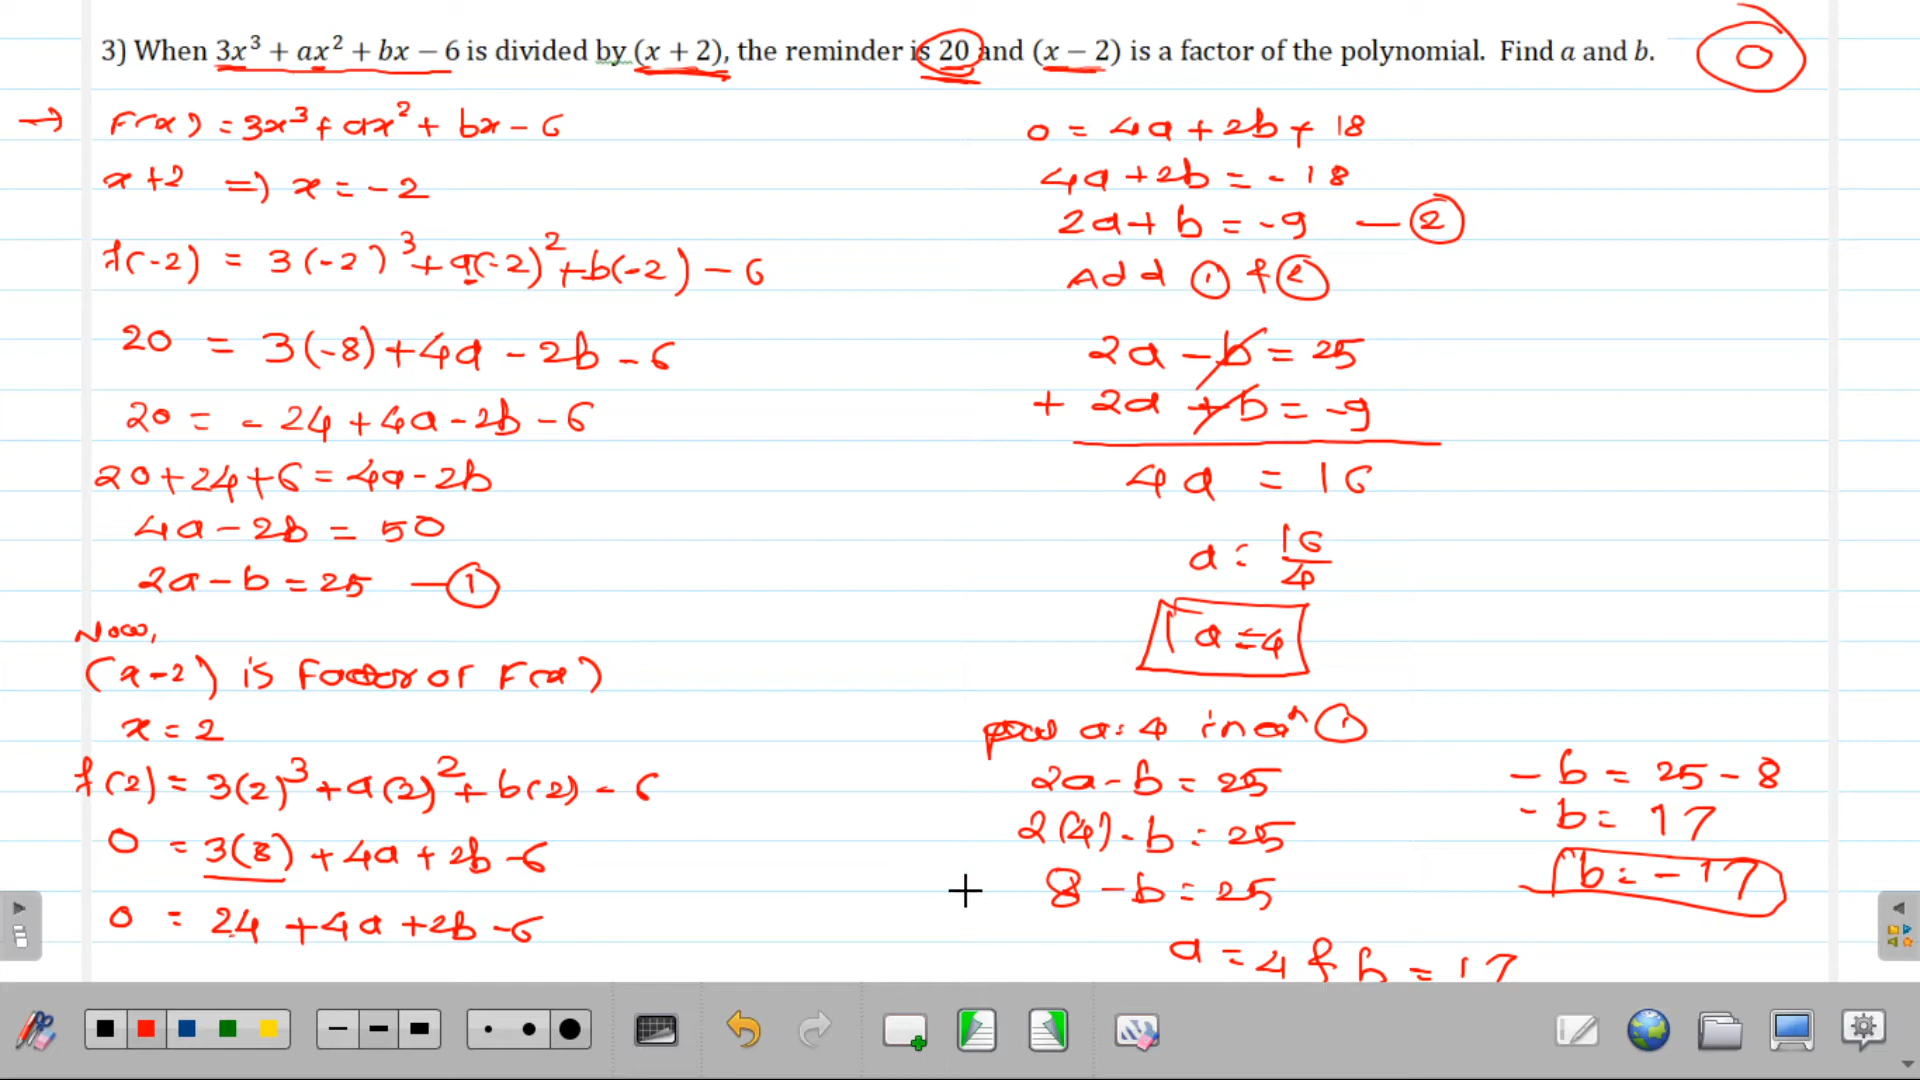 3) When 3x³ + ax² + bx − 6 is divided by (x + 2), the reminder is 20 and (x − 2) is a factor of the polynomial. Find a and b.
0
→ F(x) = 3x³ + ax² + bx − 6
x+2 => x = −2
f(-2) = 3(-2)³ + a(-2)² + b(-2) − 6
20 = 3(-8) + 4a − 2b − 6
20 = - 24 + 4a − 2b − 6
20+24+6 = 4a − 2b
4a − 2b = 50
2a − b = 25 — ①
Now,
(x-2) is factor of F(x)
x = 2
f(2) = 3(2)³ + a(2)² + b(2) - 6
0 = 3(8) + 4a + 2b - 6
0 = 24 + 4a + 2b - 6
0 = 4a + 2b + 18
4a + 2b = - 18
2a + b = -9 — ②
Add ① & ②
2a − b = 25
+ 2a + b = -9
4a = 16
a = 16/4
a = 4
a = 4 in ①
2a − b = 25
2(4) - b = 25
8 − b = 25
− b = 25 − 8
- b = 17
b = −17
a = 4 & b = 17